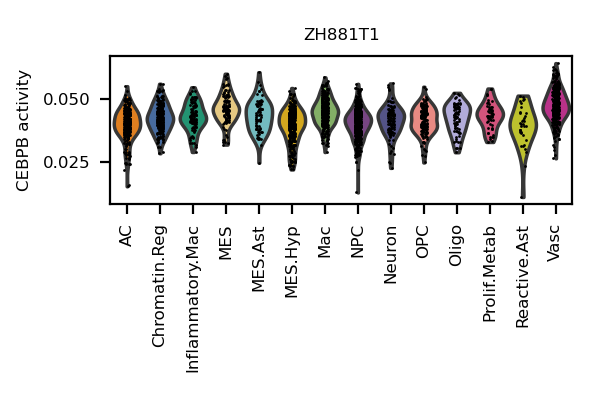 ZH881T1
CEBPB activity
0.050
0.025
AC
Chromatin.Reg
Inflammatory.Mac
MES
MES.Ast
MES.Hyp
Mac
NPC
Neuron
OPC
Oligo
Prolif.Metab
Reactive.Ast
Vasc